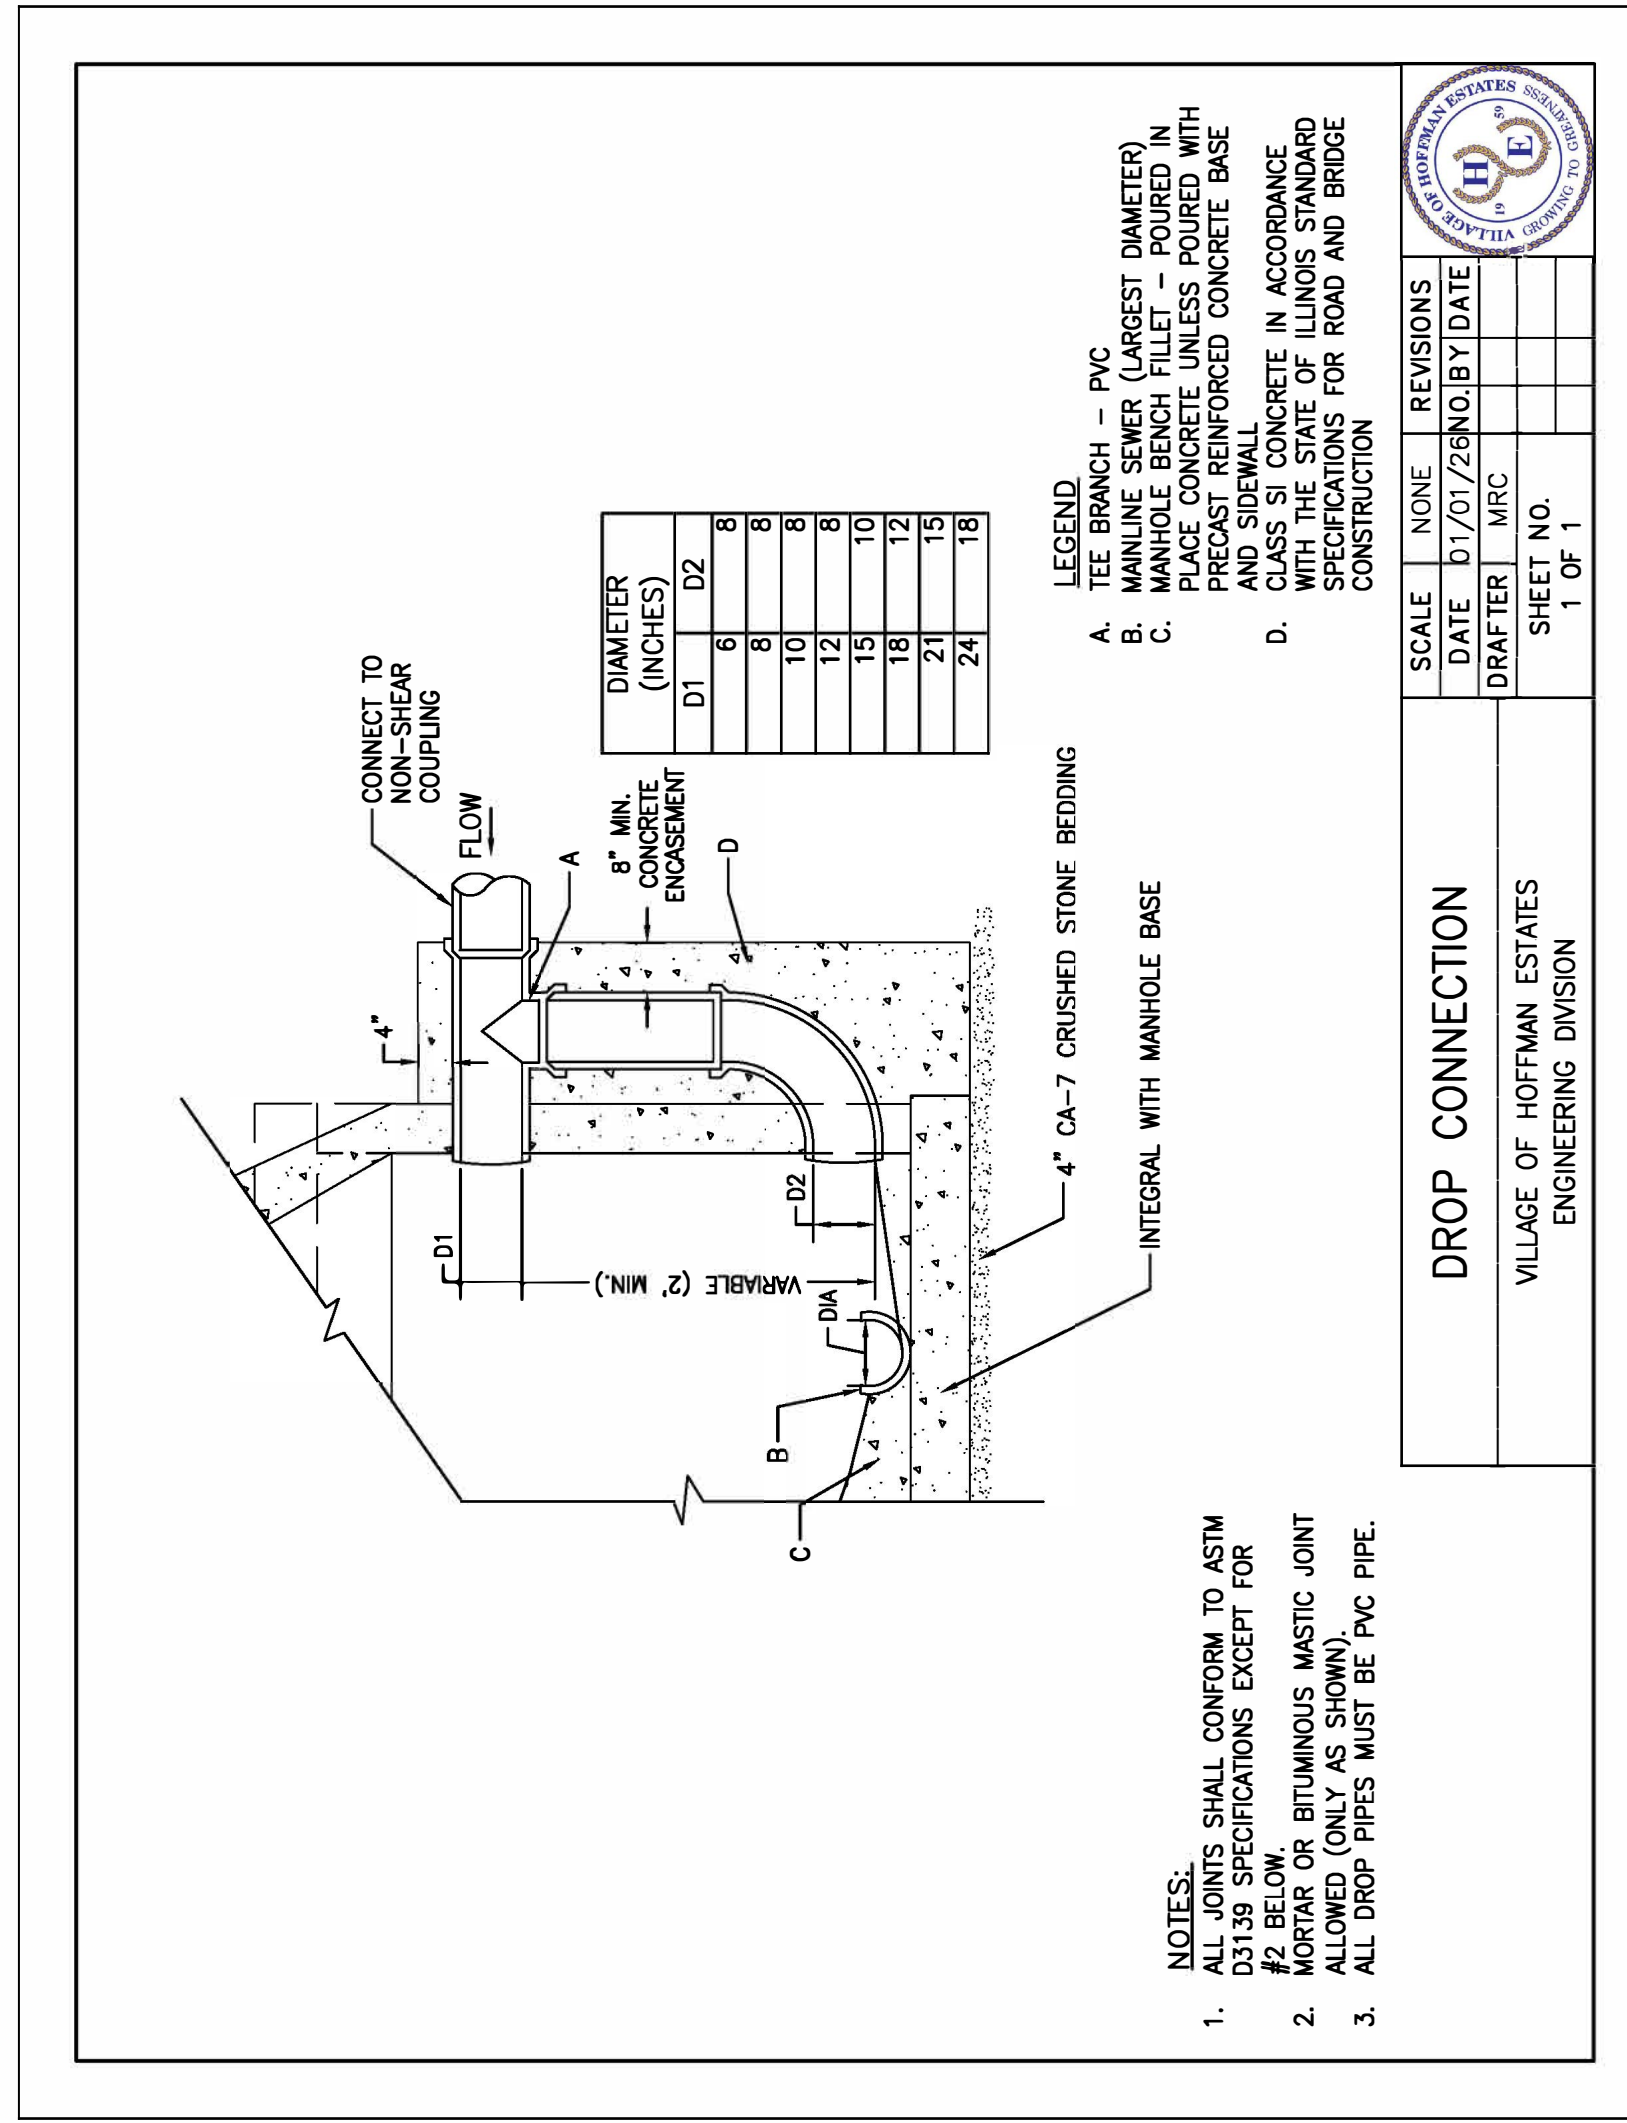 CONNECT TO
NON-SHEAR
COUPLING
FLOW
4"
A
8" MIN.
CONCRETE
ENCASEMENT
D
D1
D2
VARIABLE (2' MIN.)
DIA
B
C
4" CA-7 CRUSHED STONE BEDDING
INTEGRAL WITH MANHOLE BASE
DIAMETER
(INCHES)
D1 D2
6 8
8 8
10 8
12 8
15 10
18 12
21 15
24 18
LEGEND
A. TEE BRANCH - PVC
B. MAINLINE SEWER (LARGEST DIAMETER)
C. MANHOLE BENCH FILLET - POURED IN
PLACE CONCRETE UNLESS POURED WITH
PRECAST REINFORCED CONCRETE BASE
AND SIDEWALL
D. CLASS SI CONCRETE IN ACCORDANCE
WITH THE STATE OF ILLINOIS STANDARD
SPECIFICATIONS FOR ROAD AND BRIDGE
CONSTRUCTION
NOTES:
1. ALL JOINTS SHALL CONFORM TO ASTM
D3139 SPECIFICATIONS EXCEPT FOR
#2 BELOW.
2. MORTAR OR BITUMINOUS MASTIC JOINT
ALLOWED (ONLY AS SHOWN).
3. ALL DROP PIPES MUST BE PVC PIPE.
DROP CONNECTION
VILLAGE OF HOFFMAN ESTATES
ENGINEERING DIVISION
SCALE NONE
DATE 01/01/26
DRAFTER MRC
SHEET NO.
1 OF 1
REVISIONS
NO. BY DATE
VILLAGE OF HOFFMAN ESTATES
GROWING TO GREATNESS
19 H E 59